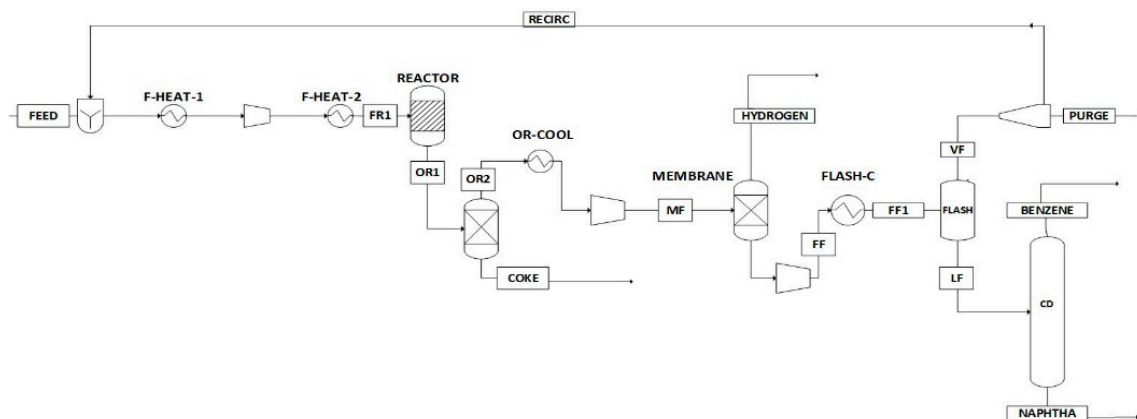 RECIRC
FEED
F-HEAT-1
F-HEAT-2
FR1
REACTOR
OR1
OR2
OR-COOL
COKE
MF
MEMBRANE
HYDROGEN
FF
FLASH-C
FF1
FLASH
VF
PURGE
LF
BENZENE
CD
NAPHTHA